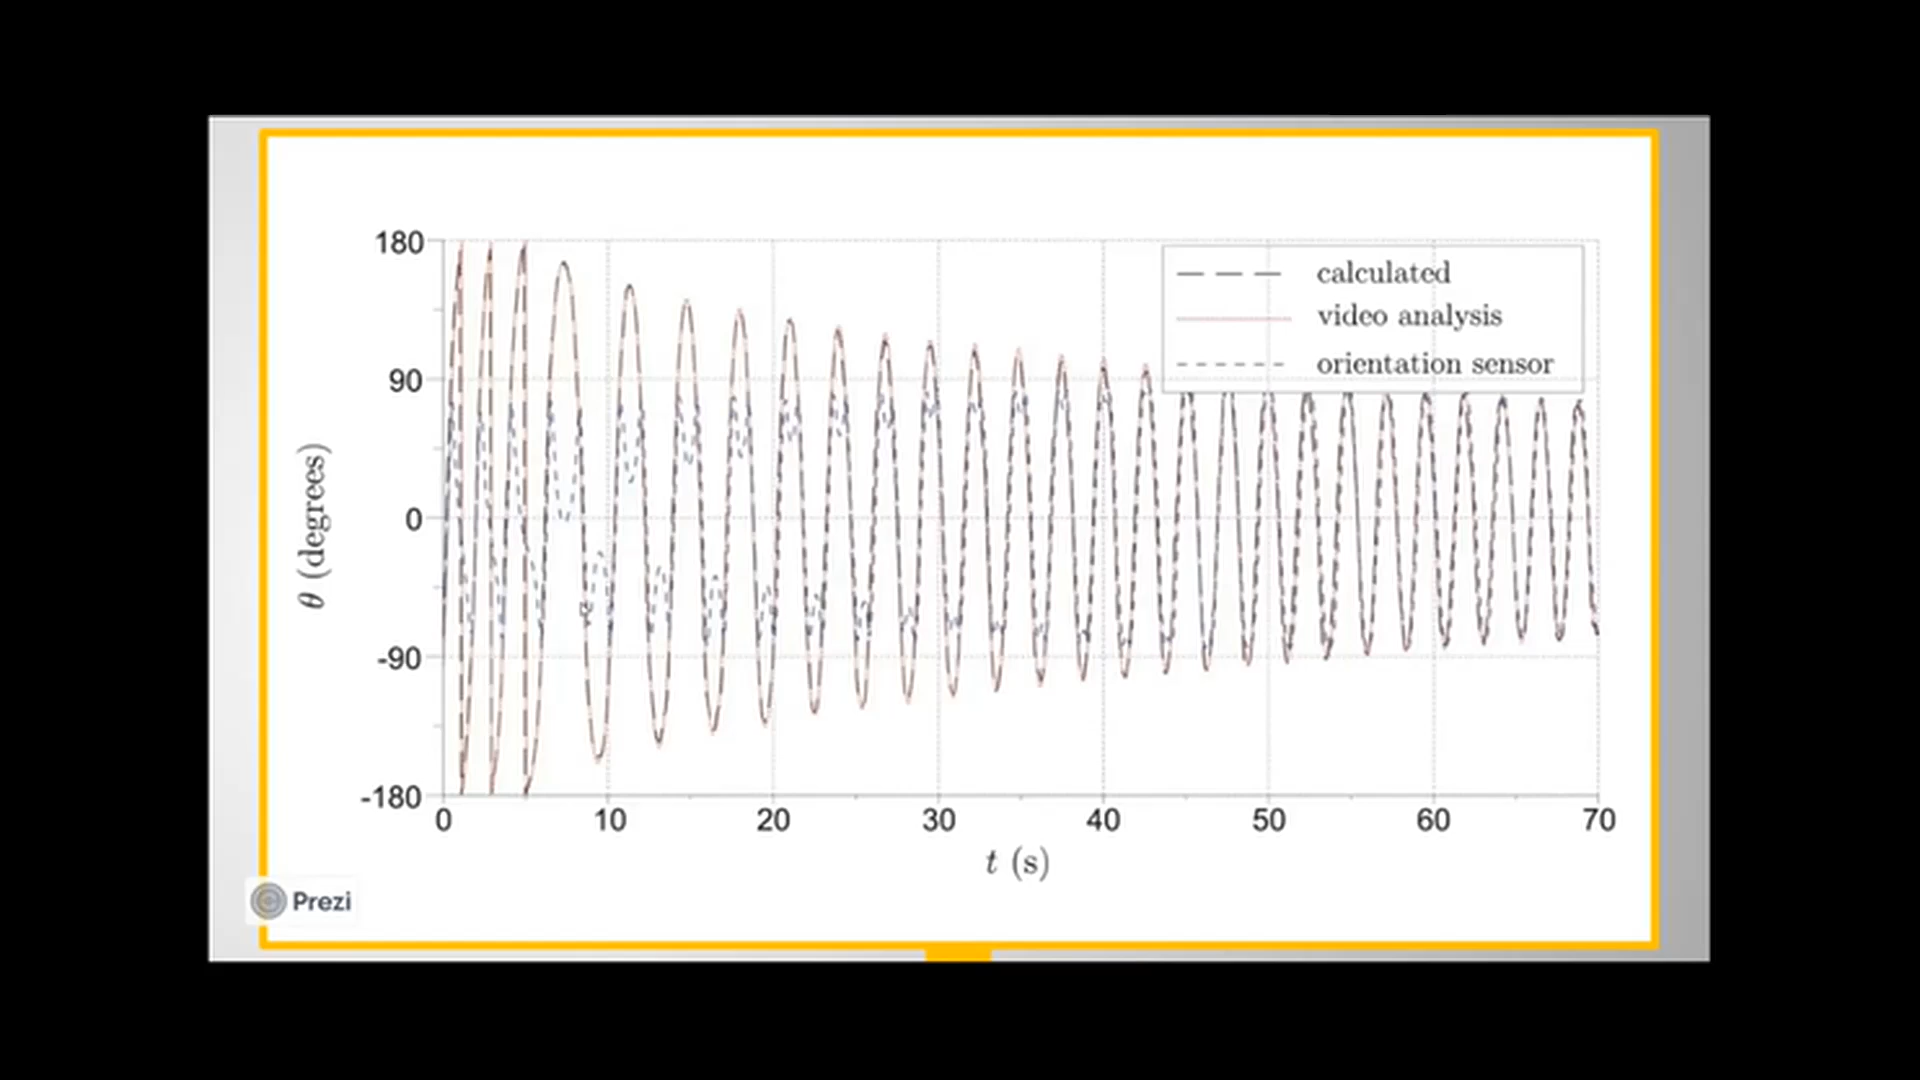 180
90
0
-90
-180
θ (degrees)
calculated
video analysis
orientation sensor
0 10 20 30 40 50 60 70
t (s)
Prezi